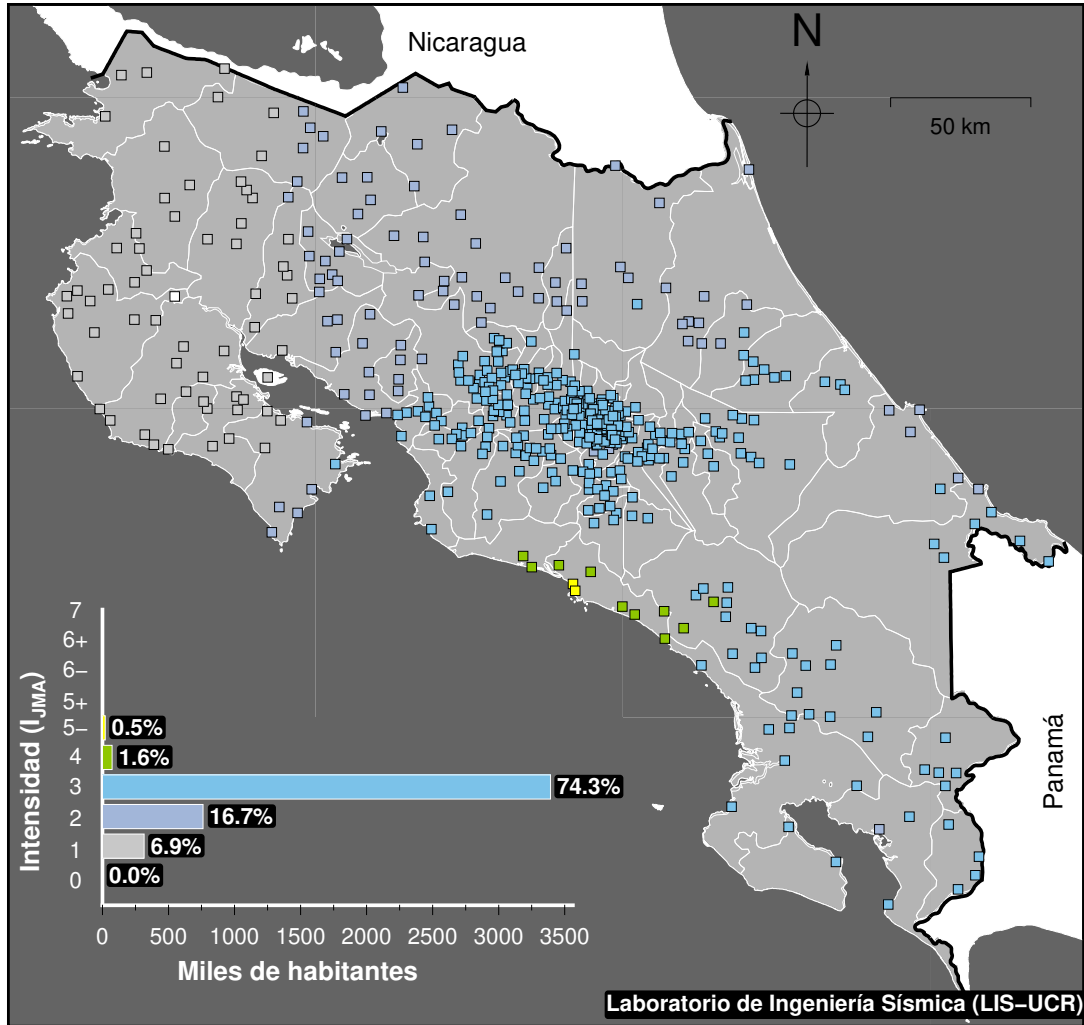 Nicaragua
N
50 km
Panamá
Intensidad (I_JMA)
7
6+
6−
5+
5− 0.5%
4 1.6%
3 74.3%
2 16.7%
1 6.9%
0 0.0%
0 500 1000 1500 2000 2500 3000 3500
Miles de habitantes
Laboratorio de Ingeniería Sísmica (LIS−UCR)